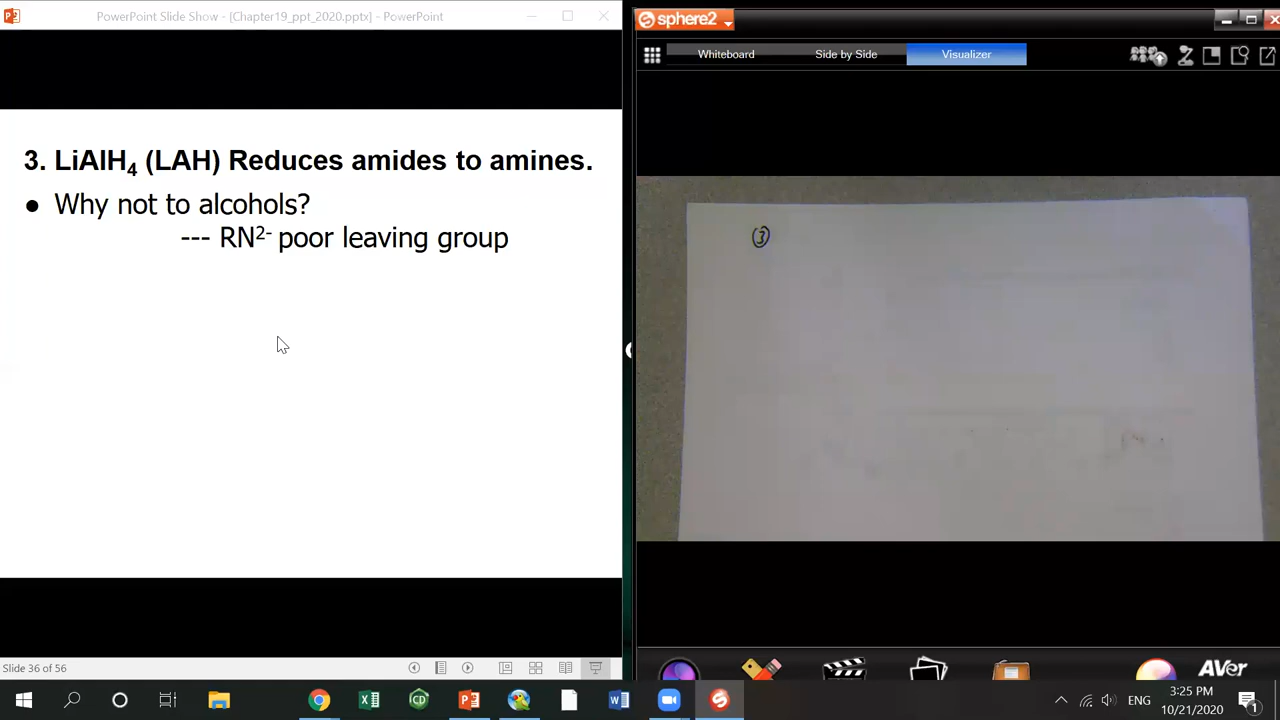 PowerPoint Slide Show - [Chapter19_ppt_2020.pptx] - PowerPoint
3. LiAlH4 (LAH) Reduces amides to amines.
● Why not to alcohols?
--- RN2- poor leaving group
Slide 36 of 56
sphere2
Whiteboard
Side by Side
Visualizer
③
AVer
ENG
3:25 PM
10/21/2020
1